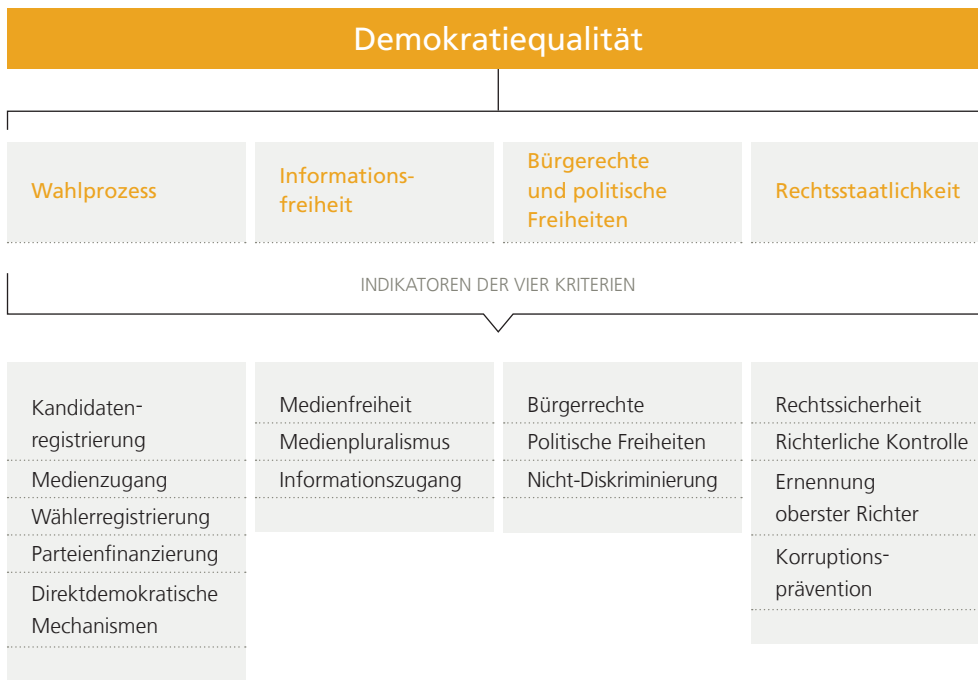 Demokratiequalität
Wahlprozess
Informations-
freiheit
Bürgerechte
und politische
Freiheiten
Rechtsstaatlichkeit
INDIKATOREN DER VIER KRITERIEN
Kandidaten-
registrierung
Medienzugang
Wählerregistrierung
Parteienfinanzierung
Direktdemokratische
Mechanismen
Medienfreiheit
Medienpluralismus
Informationszugang
Bürgerrechte
Politische Freiheiten
Nicht-Diskriminierung
Rechtssicherheit
Richterliche Kontrolle
Ernennung
oberster Richter
Korruptions-
prävention